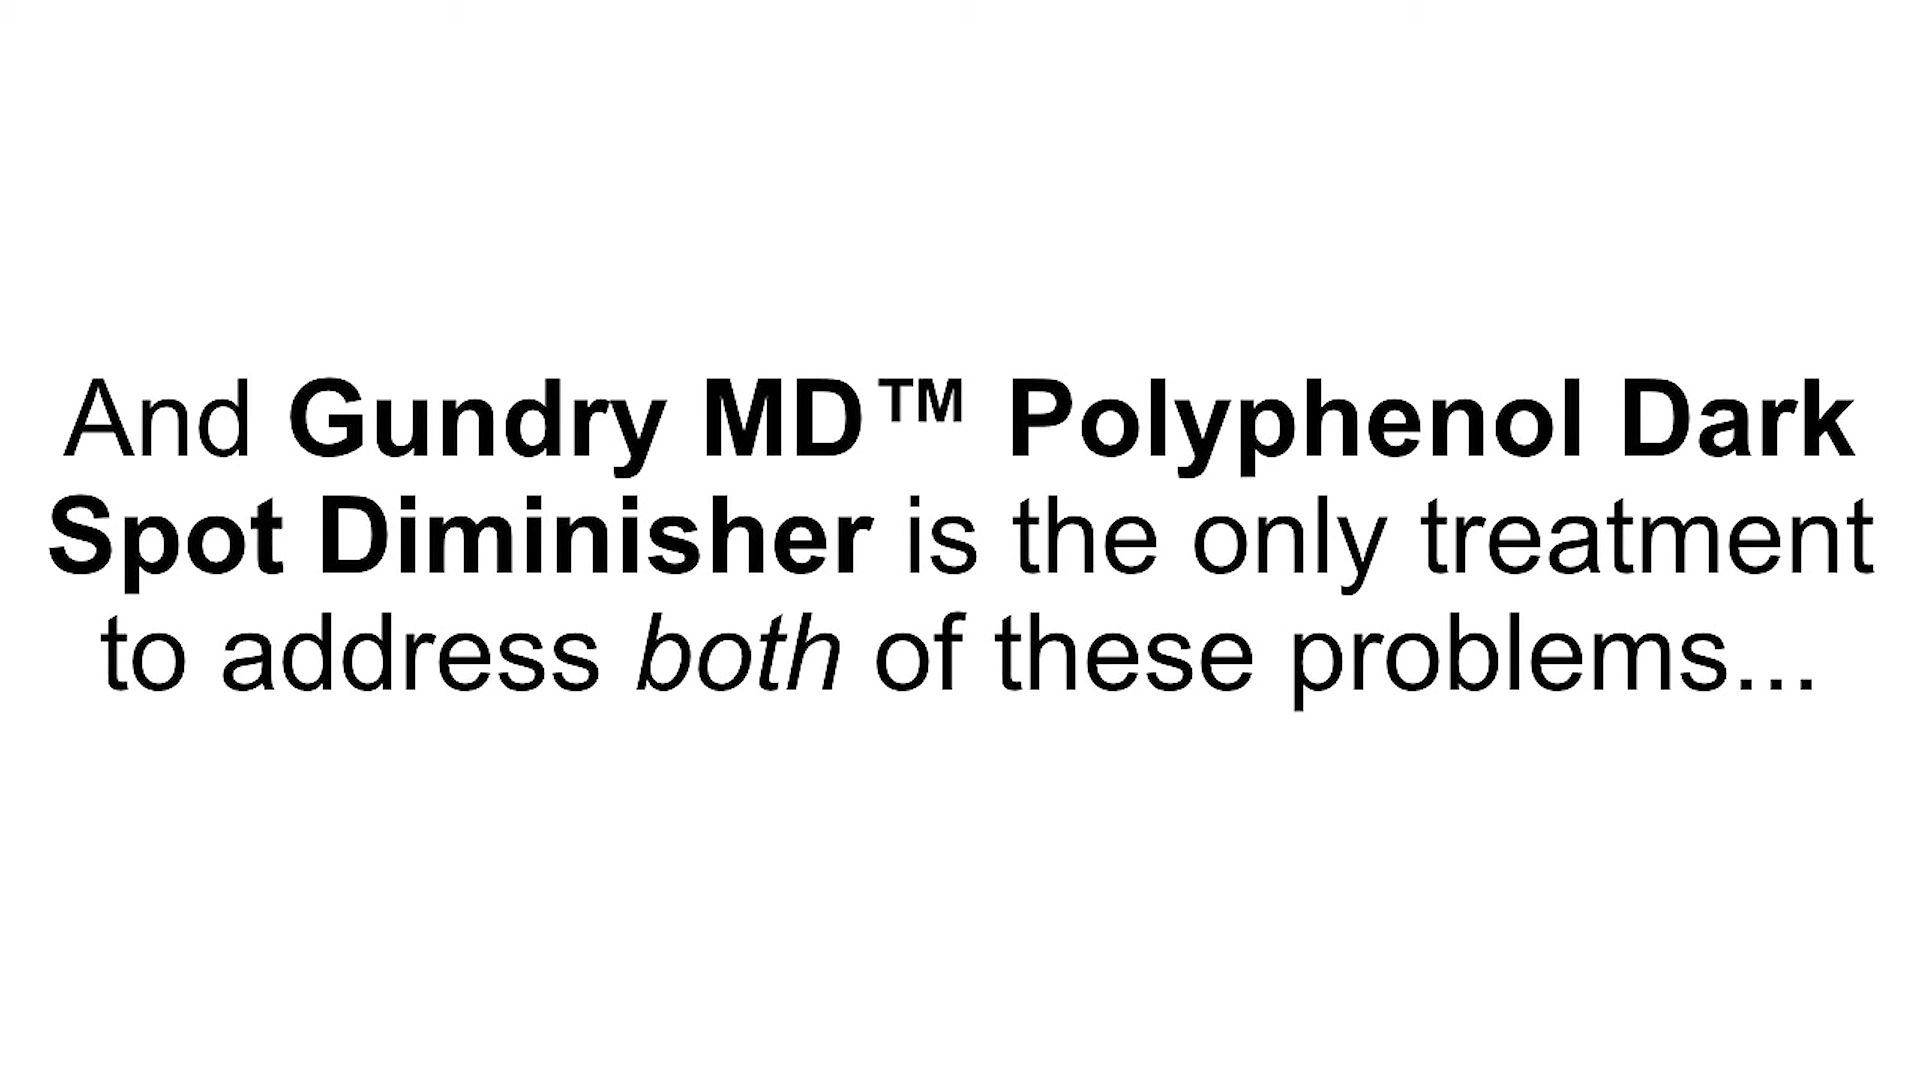 And Gundry MD™ Polyphenol Dark
Spot Diminisher is the only treatment
to address both of these problems...